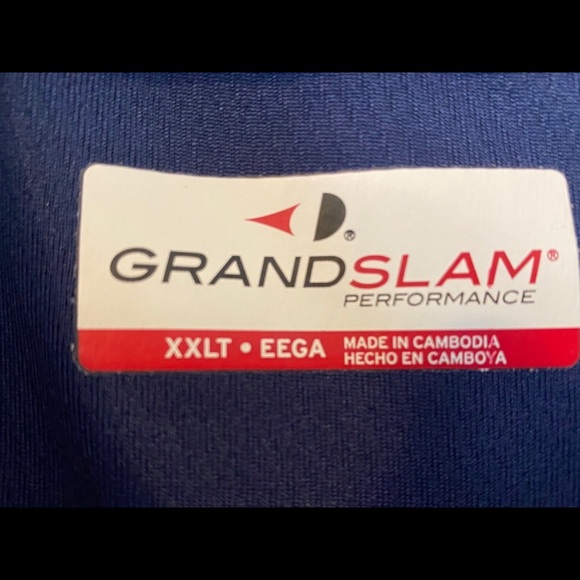 GRANDSLAM®
PERFORMANCE
XXLT • EEGA
MADE IN CAMBODIA
HECHO EN CAMBOYA